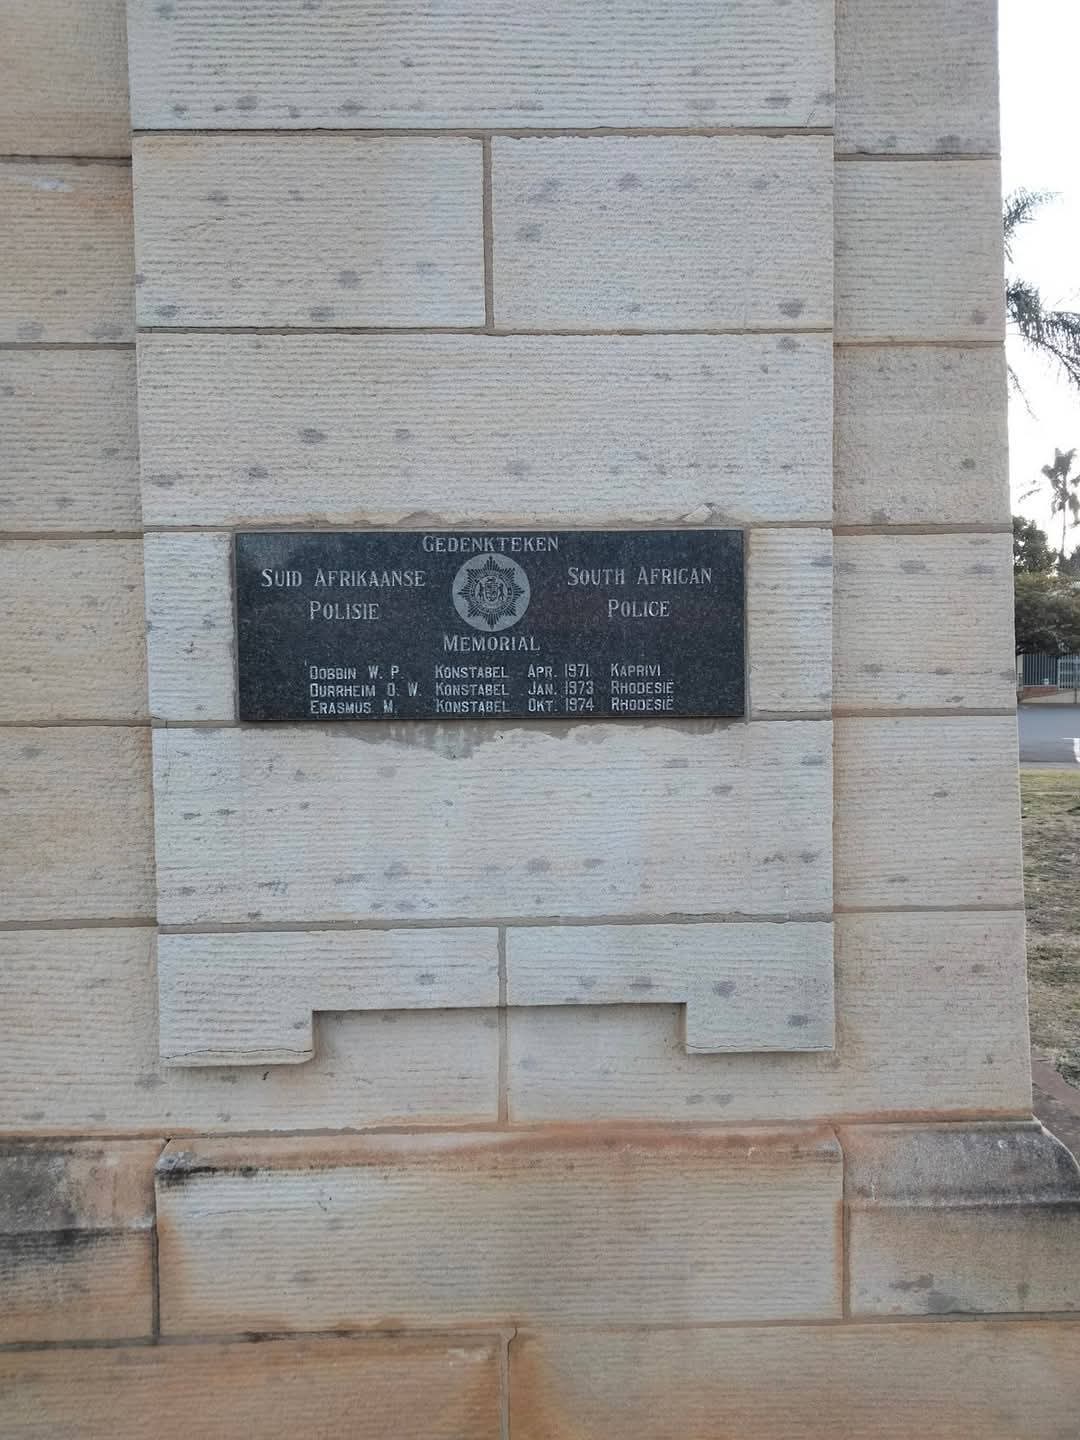 GEDENKTEKEN
SUID AFRIKAANSE
POLISIE
SOUTH AFRICAN
POLICE
MEMORIAL
DOBBIN W. P. KONSTABEL APR. 1971 KAPRIVI
DURRHEIM D. W. KONSTABEL JAN. 1973 RHODESIË
ERASMUS M. KONSTABEL OKT. 1974 RHODESIË